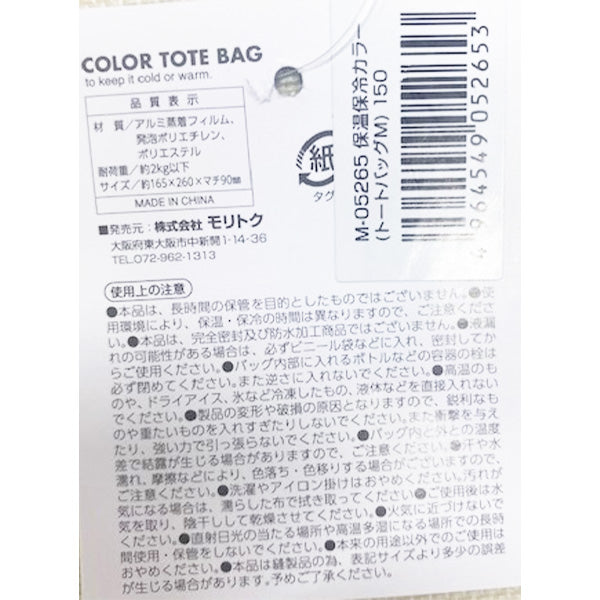 COLOR TOTE BAG
to keep it cold or warm.
品質表示
材 質／アルミ蒸着フィルム、
発泡ポリエチレン、
ポリエステル
耐荷重／約2kg以下
サイズ／約165×260×マチ90㎜
MADE IN CHINA
■発売元：株式会社 モリトク
大阪府東大阪市中新開1-14-36
TEL.072-962-1313
紙
タグ
M-05265 保温保冷カラー
(トートバッグM) 150
4 964549 052653
使用上の注意
●本品は、長時間の保管を目的としたものではございません。●使
用環境により、保温・保冷の時間は異なりますので、ご注意くださ
い。●本品は、完全密封及び防水加工商品ではございません。●液漏
れの可能性がある場合は、必ずビニール袋などに入れ、密封してか
らご使用ください。●バッグ内部に入れるボトルなどの容器の栓は
必ず閉めてください。また逆さに入れないでください。●高温のも
のや、ドライアイス、氷など冷凍したもの、液体などを直接入れない
でください。●製品の変形や破損の原因となりますので、鋭利なも
のや重たいものを入れすぎたりしないでください。また衝撃を与え
たり、強い力で引っ張らないでください。●バッグ内と外との温度
差で結露が生じる場合がありますので、ご注意ください。●汗や水
濡れ、摩擦などにより、色落ち・色移りする場合がございますので、
ご注意ください。●洗濯やアイロン掛けはおやめください。汚れが
気になる場合は、濡らした布で拭き取ってください●ご使用後は水
気を取り、陰干しして乾燥させてください。●火気に近づけないで
ください。●直射日光の当たる場所や高温多湿になる場所での長時
間使用・保管をしないでください。●本来の用途以外でのご使用は
おやめください。●本品は縫製品の為、表記サイズより多少の誤差
が生じる場合があります。予めご了承ください。